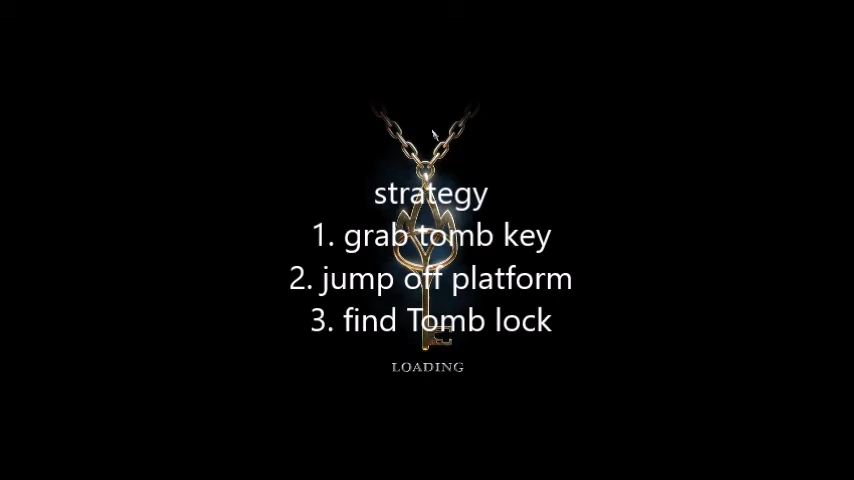 strategy
1. grab tomb key
2. jump off platform
3. find Tomb lock
LOADING